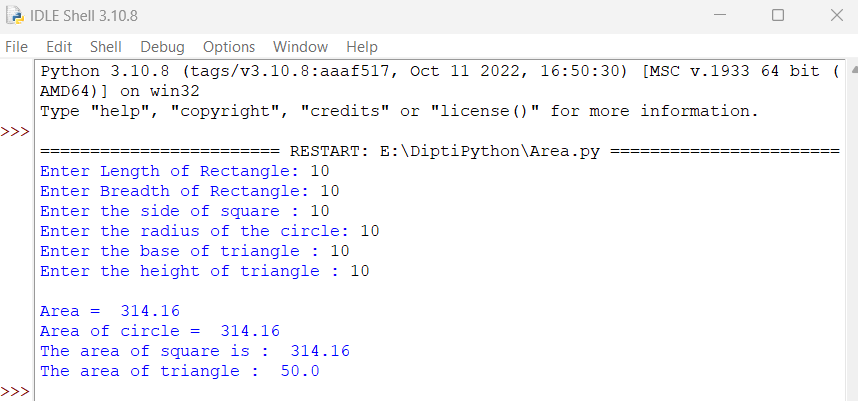 IDLE Shell 3.10.8
File Edit Shell Debug Options Window Help
Python 3.10.8 (tags/v3.10.8:aaaf517, Oct 11 2022, 16:50:30) [MSC v.1933 64 bit (
AMD64)] on win32
Type "help", "copyright", "credits" or "license()" for more information.
>>>
======================== RESTART: E:\DiptiPython\Area.py =======================
Enter Length of Rectangle: 10
Enter Breadth of Rectangle: 10
Enter the side of square : 10
Enter the radius of the circle: 10
Enter the base of triangle : 10
Enter the height of triangle : 10
Area =  314.16
Area of circle =  314.16
The area of square is :  314.16
The area of triangle :  50.0
>>>